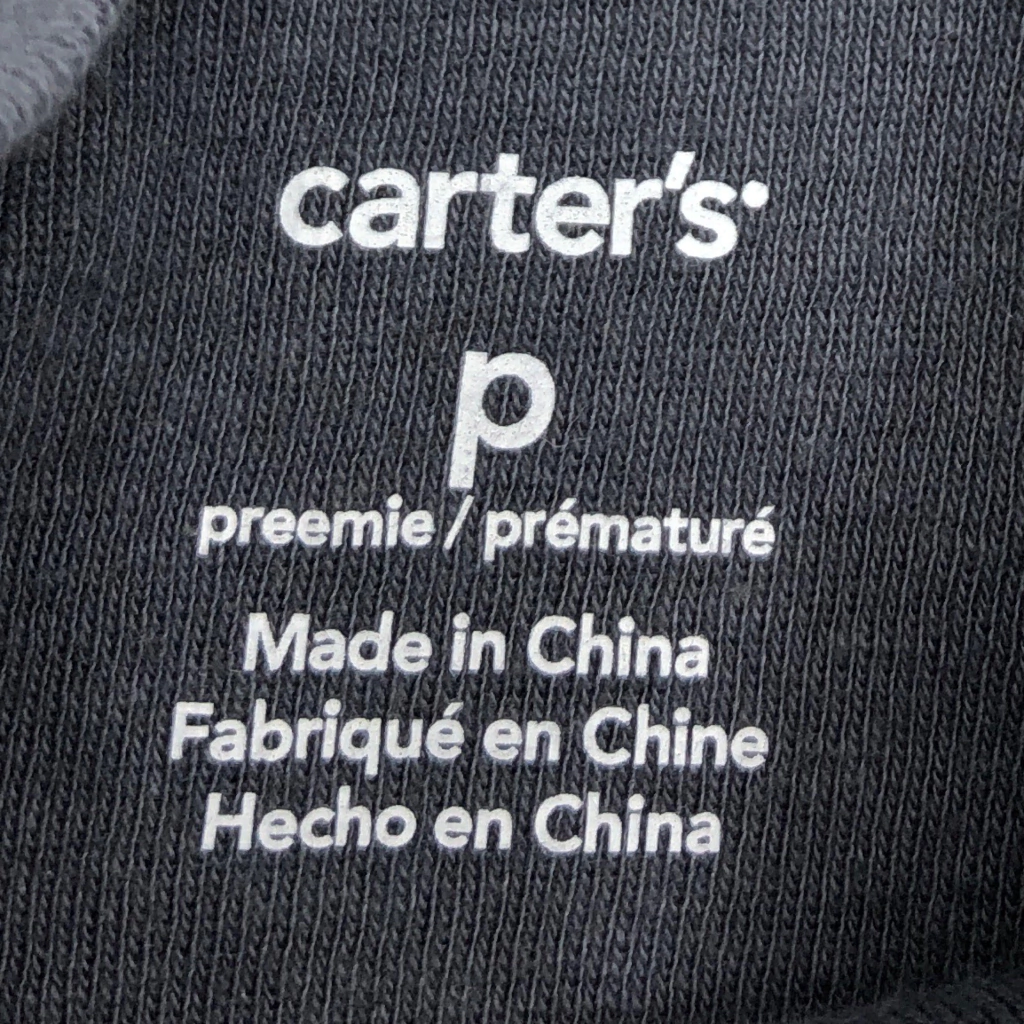 carter's
p
preemie / prématuré
Made in China
Fabriqué en Chine
Hecho en China